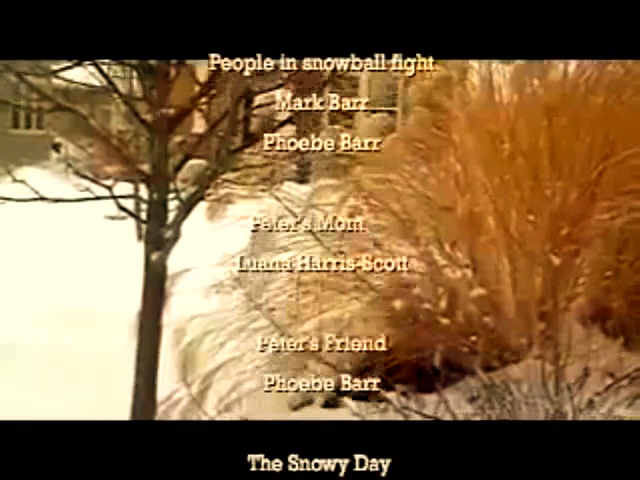 People in snowball fight
Mark Barr
Phoebe Barr
Peter's Mom
Luana Harris-Scott
Peter's Friend
Phoebe Barr
The Snowy Day